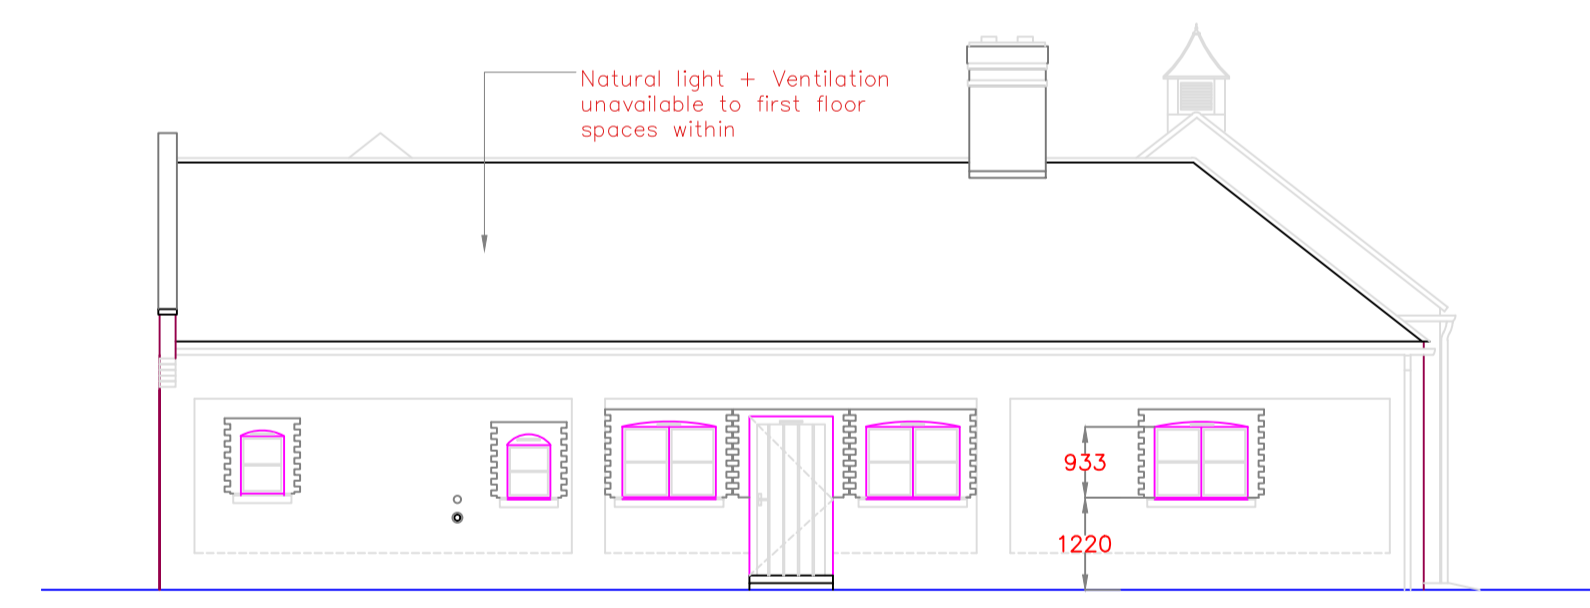 Natural light + Ventilation
unavailable to first floor
spaces within
933
1220